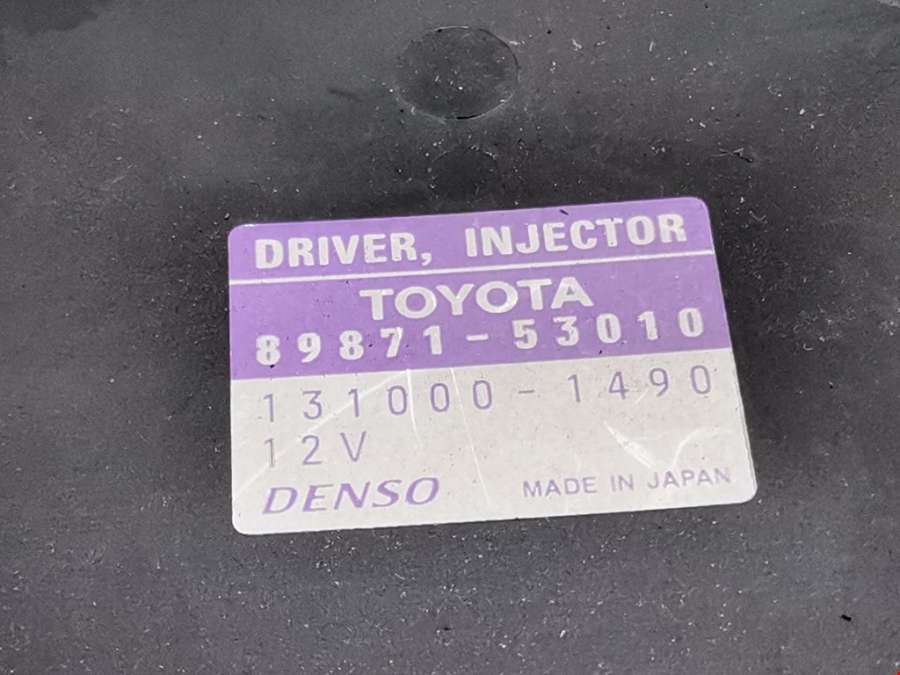 DRIVER, INJECTOR
TOYOTA
89871-53010
131000-1490
12V
DENSO MADE IN JAPAN